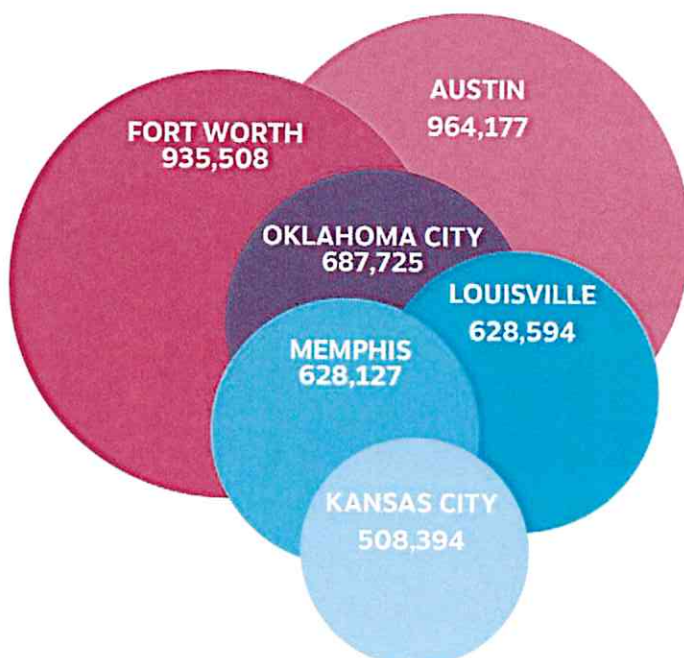 AUSTIN
964,177
FORT WORTH
935,508
OKLAHOMA CITY
687,725
LOUISVILLE
628,594
MEMPHIS
628,127
KANSAS CITY
508,394